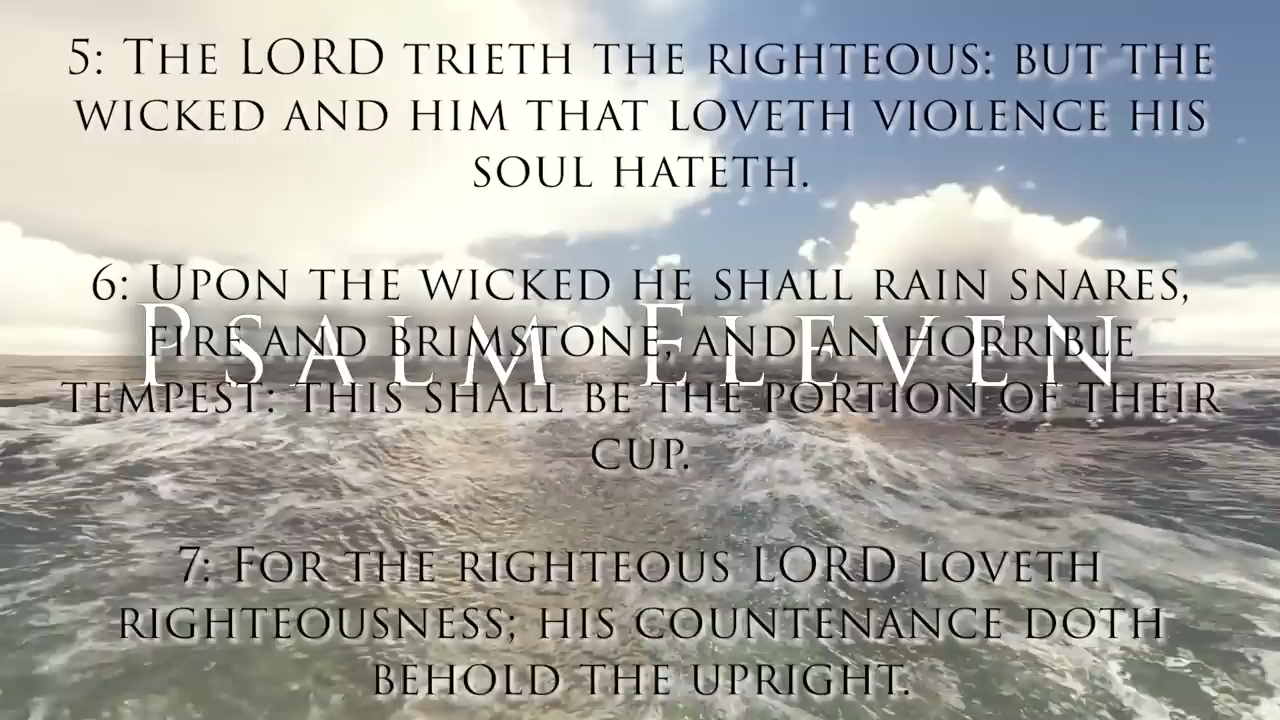 5: The LORD trieth the righteous: but the
wicked and him that loveth violence his
soul hateth.
6: Upon the wicked he shall rain snares,
Psalm Eleven
fire and brimstone, and an horrible
tempest: this shall be the portion of their
cup.
7: For the righteous LORD loveth
righteousness; his countenance doth
behold the upright.